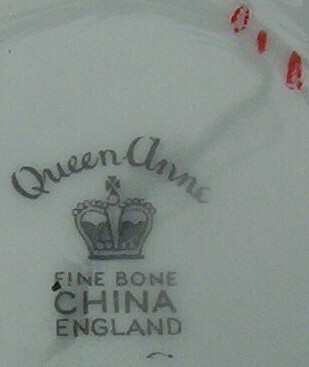 Queen Anne
FINE BONE
CHINA
ENGLAND